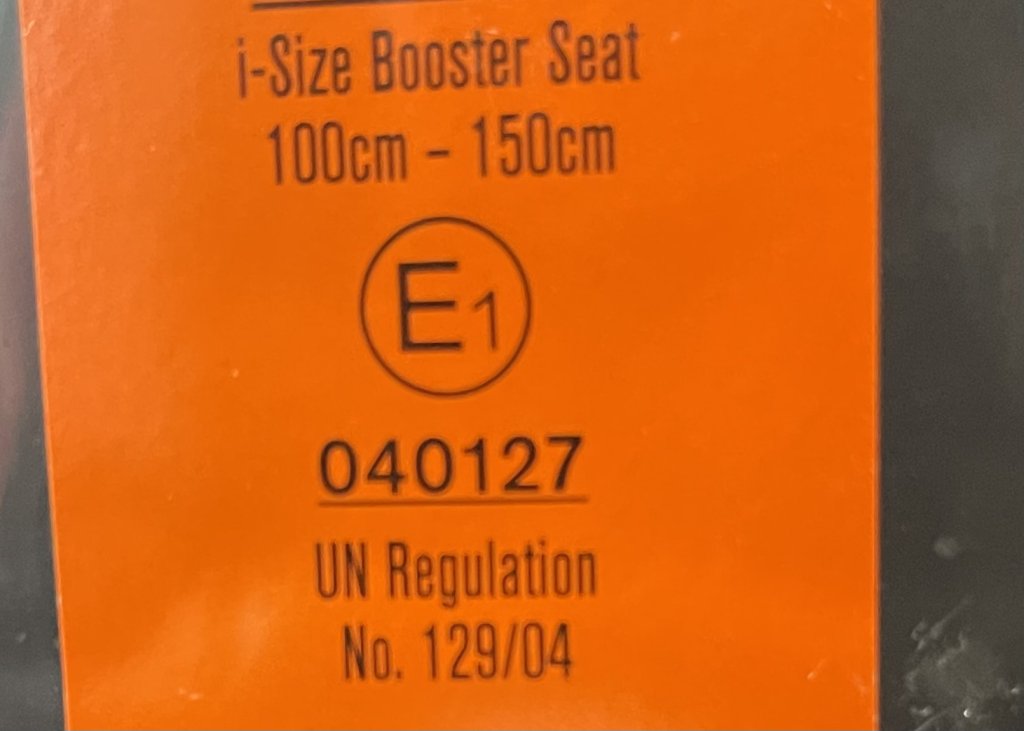 i-Size Booster Seat
100cm - 150cm
E1
040127
UN Regulation
No. 129/04